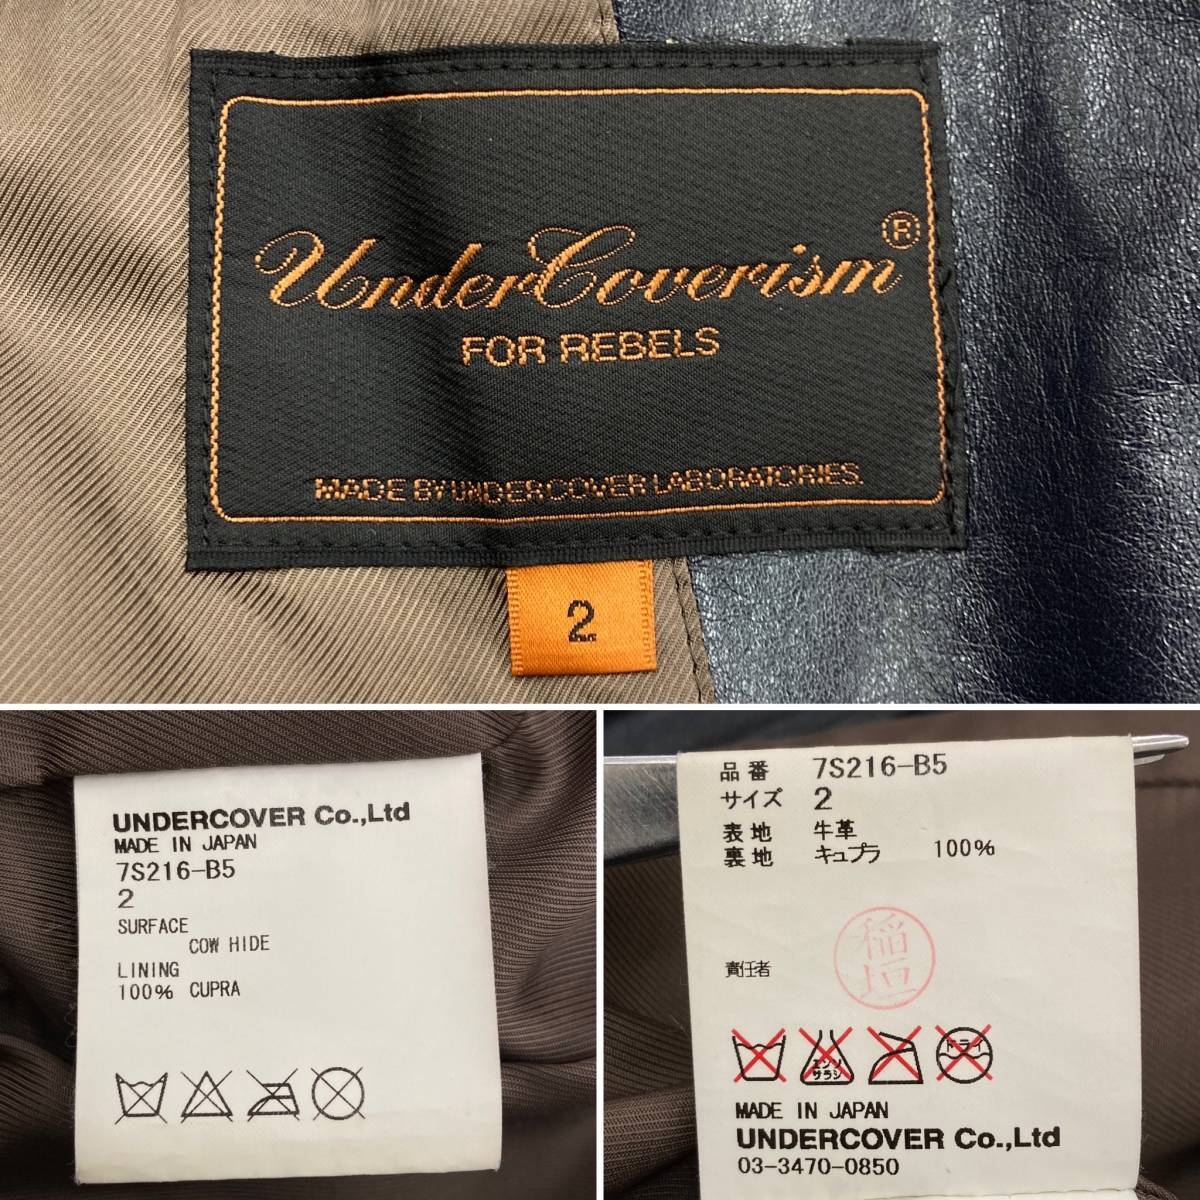 UnderCoverism ®
FOR REBELS
MADE BY UNDERCOVER LABORATORIES.
2
UNDERCOVER Co.,Ltd
MADE IN JAPAN
7S216-B5
2
SURFACE
COW HIDE
LINING
100% CUPRA
品番 7S216-B5
サイズ 2
表地 牛革
裏地 キュプラ 100%
責任者 稲垣
エンソサラシ ドライ
MADE IN JAPAN
UNDERCOVER Co.,Ltd
03-3470-0850